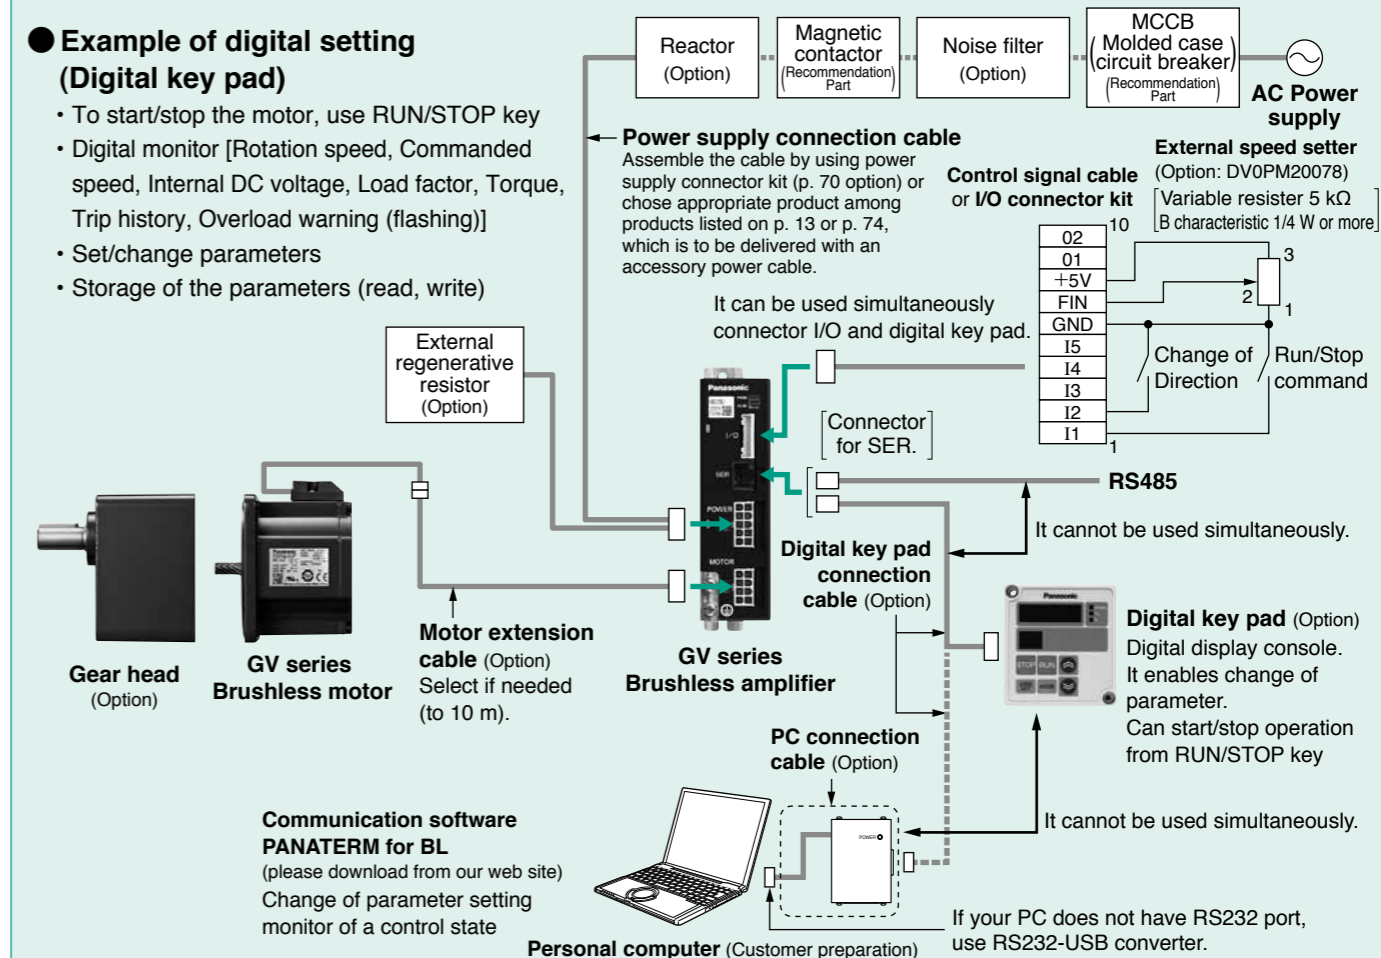 ● Example of digital setting
(Digital key pad)
・To start/stop the motor, use RUN/STOP key
・Digital monitor [Rotation speed, Commanded
speed, Internal DC voltage, Load factor, Torque,
Trip history, Overload warning (flashing)]
・Set/change parameters
・Storage of the parameters (read, write)
Reactor
(Option)
Magnetic
contactor
(Recommendation Part)
Noise filter
(Option)
MCCB
(Molded case
circuit breaker)
(Recommendation Part)
AC Power
supply
Power supply connection cable
Assemble the cable by using power
supply connector kit (p. 70 option) or
chose appropriate product among
products listed on p. 13 or p. 74,
which is to be delivered with an
accessory power cable.
External speed setter
(Option: DV0PM20078)
[Variable resister 5 kΩ
B characteristic 1/4 W or more]
Control signal cable
or I/O connector kit
10
02
01
+5V
FIN
GND
I5
I4
I3
I2
I1
1
3
2
1
Change of
Direction
Run/Stop
command
It can be used simultaneously
connector I/O and digital key pad.
External
regenerative
resistor
(Option)
Panasonic
I/O
SER
POWER
MOTOR
[Connector
for SER.]
RS485
It cannot be used simultaneously.
Digital key pad
connection
cable (Option)
Gear head
(Option)
GV series
Brushless motor
Motor extension
cable (Option)
Select if needed
(to 10 m).
GV series
Brushless amplifier
Panasonic
STOP
RUN
Digital key pad (Option)
Digital display console.
It enables change of
parameter.
Can start/stop operation
from RUN/STOP key
PC connection
cable (Option)
POWER
It cannot be used simultaneously.
Communication software
PANATERM for BL
(please download from our web site)
Change of parameter setting
monitor of a control state
Personal computer (Customer preparation)
If your PC does not have RS232 port,
use RS232-USB converter.